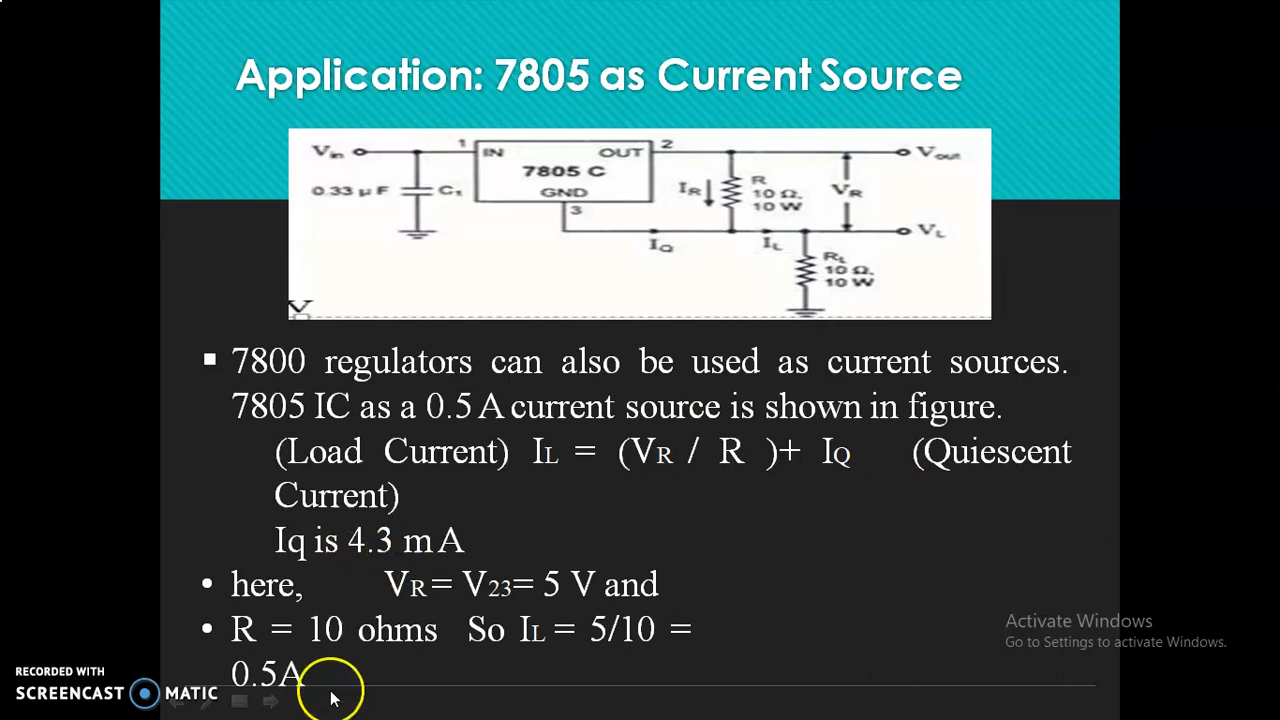 Application: 7805 as Current Source
Vin
1
IN
OUT
2
Vout
7805 C
GND
3
0.33 µF
C1
IR
R
10 Ω,
10 W
VR
IQ
IL
VL
RL
10 Ω,
10 W
V
7800 regulators can also be used as current sources.
7805 IC as a 0.5 A current source is shown in figure.
(Load Current) IL = (VR / R )+ IQ (Quiescent
Current)
Iq is 4.3 m A
here, VR = V23= 5 V and
R = 10 ohms So IL = 5/10 =
0.5A
Activate Windows
Go to Settings to activate Windows.
RECORDED WITH
SCREENCAST MATIC